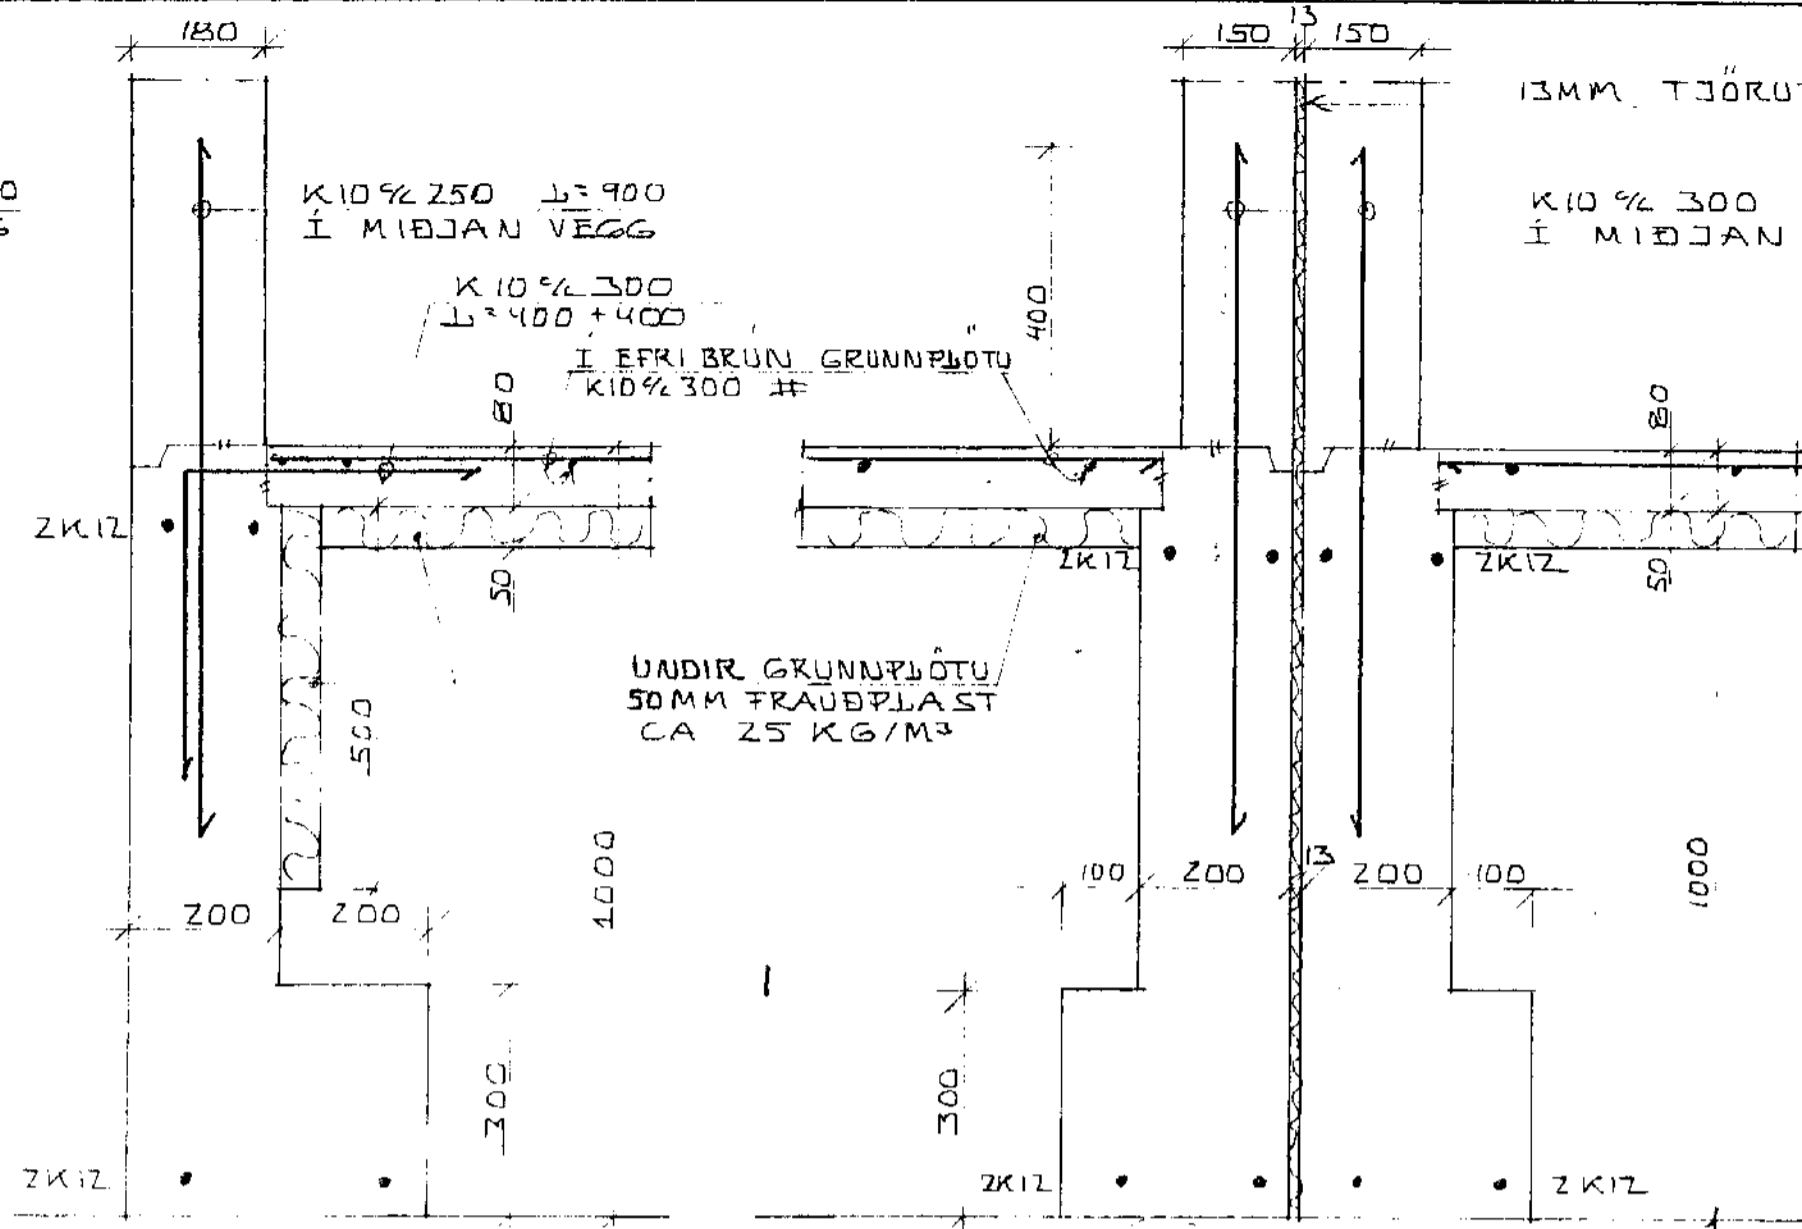 180
150
13
150
13MM TJÖRU
K10 c/c 250 L=900
Í MIÐJAN VEGG
K10 c/c 300
Í MIÐJAN
K10 c/c 300
L=400+400
Í EFRI BRÚN GRUNNPLÖTU
K10 c/c 300 #
400
80
80
2K12
50
2K12
2K12
50
UNDIR GRUNNPLÖTU
50MM FRAUÐPLAST
CA 25 KG/M³
500
1000
200
200
100
200
13
200
100
1000
300
300
2K12
2K12
2K12